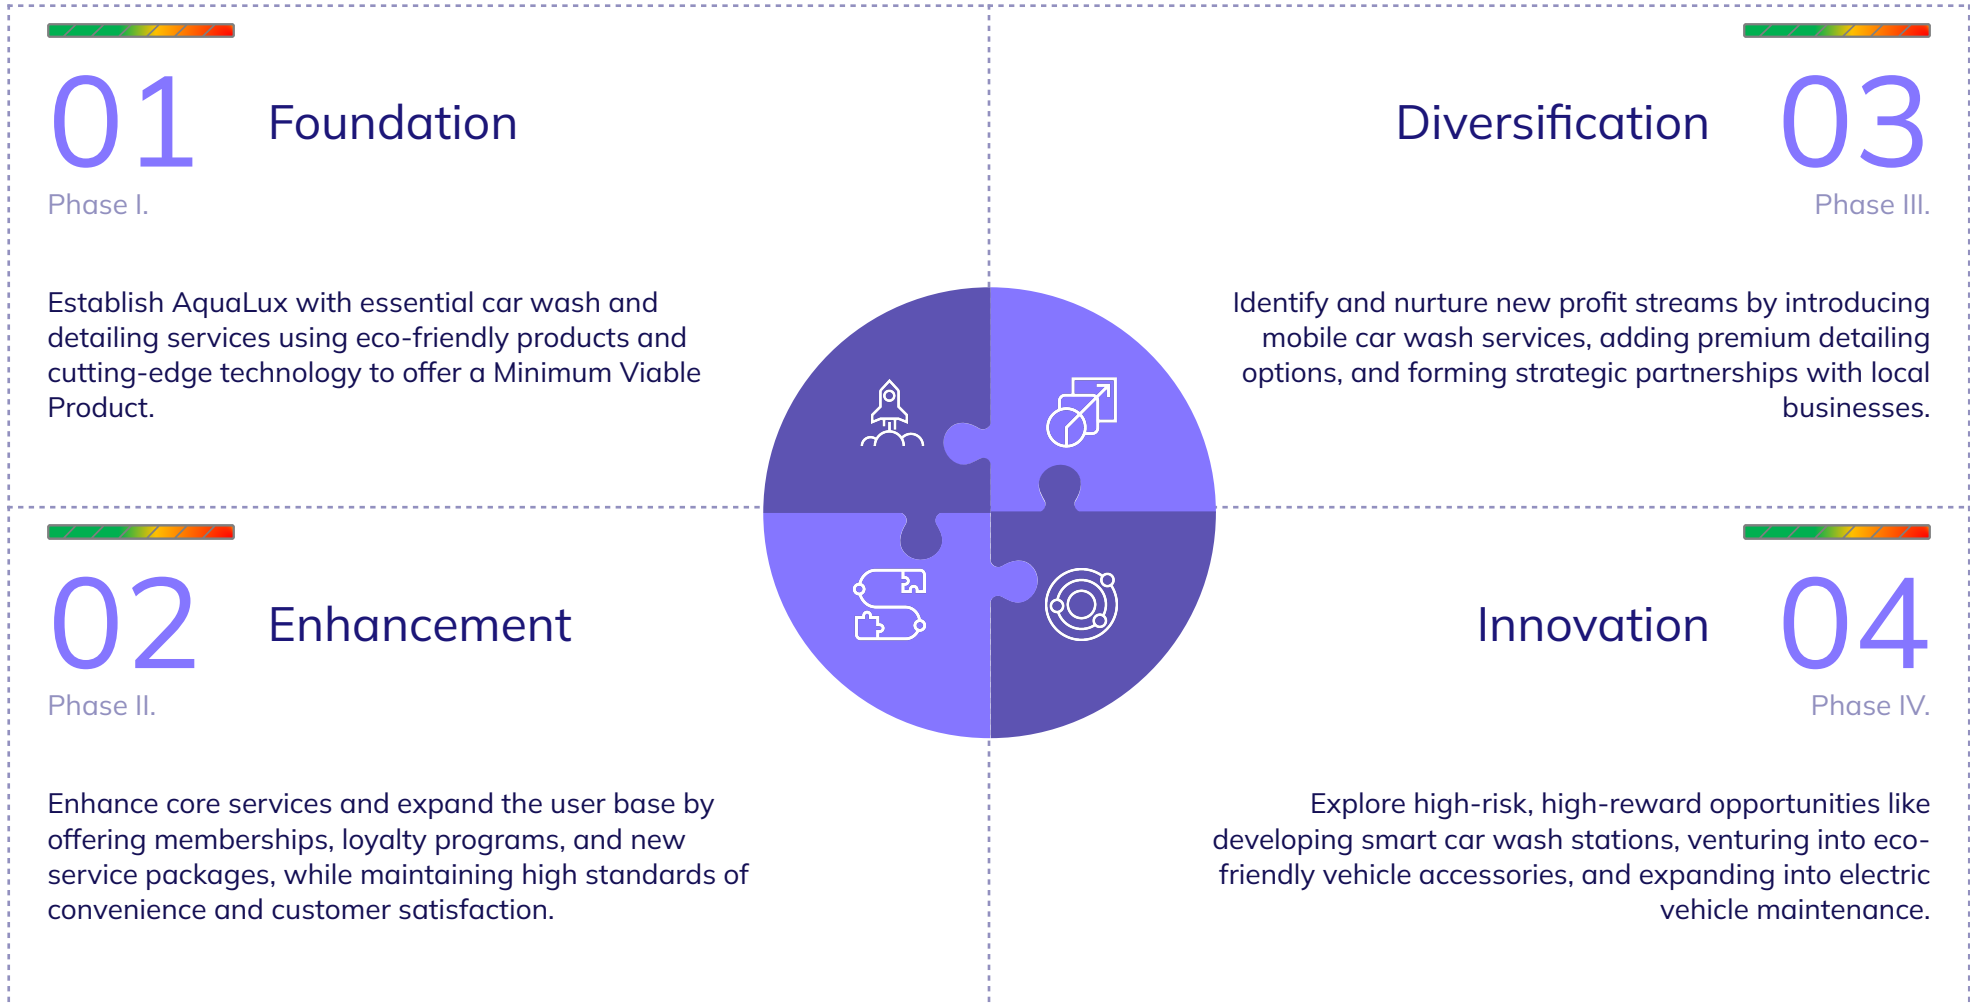 01
Foundation
Phase I.
Establish AquaLux with essential car wash and
detailing services using eco-friendly products and
cutting-edge technology to offer a Minimum Viable
Product.
02
Enhancement
Phase II.
Enhance core services and expand the user base by
offering memberships, loyalty programs, and new
service packages, while maintaining high standards of
convenience and customer satisfaction.
Diversification
03
Phase III.
Identify and nurture new profit streams by introducing
mobile car wash services, adding premium detailing
options, and forming strategic partnerships with local
businesses.
Innovation
04
Phase IV.
Explore high-risk, high-reward opportunities like
developing smart car wash stations, venturing into eco-
friendly vehicle accessories, and expanding into electric
vehicle maintenance.